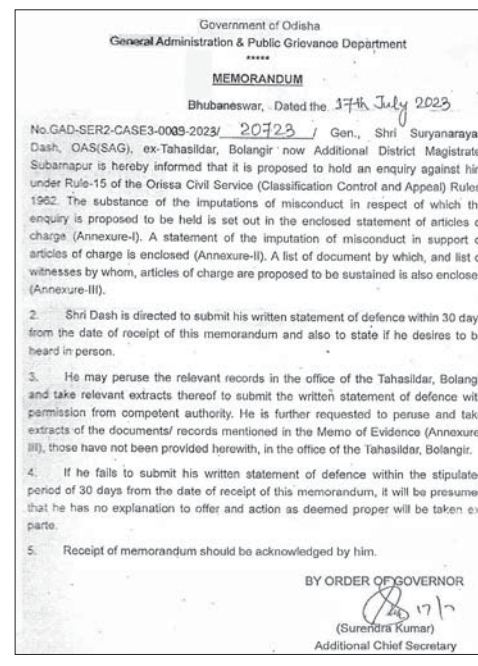 Government of Odisha
General Administration & Public Grievance Department
*****
MEMORANDUM
Bhubaneswar, Dated the 17th July 2023
No.GAD-SER2-CASE3-0009-2023/ 20723 / Gen., Shri Suryanaraya
Dash, OAS(SAG), ex-Tahasildar, Bolangir now Additional District Magistrate
Subarnapur is hereby informed that it is proposed to hold an enquiry against him
under Rule-15 of the Orissa Civil Service (Classification Control and Appeal) Rules
1962. The substance of the imputations of misconduct in respect of which th
enquiry is proposed to be held is set out in the enclosed statement of articles o
charge (Annexure-I). A statement of the imputation of misconduct in support o
articles of charge is enclosed (Annexure-II). A list of document by which, and list o
witnesses by whom, articles of charge are proposed to be sustained is also enclose
(Annexure-III).
2. Shri Dash is directed to submit his written statement of defence within 30 day
from the date of receipt of this memorandum and also to state if he desires to b
heard in person.
3. He may peruse the relevant records in the office of the Tahasildar, Bolang
and take relevant extracts thereof to submit the written statement of defence wit
permission from competent authority. He is further requested to peruse and tak
extracts of the documents/ records mentioned in the Memo of Evidence (Annexure
III), those have not been provided herewith, in the office of the Tahasildar, Bolangir.
4. If he fails to submit his written statement of defence within the stipulate
period of 30 days from the date of receipt of this memorandum, it will be presume
that he has no explanation to offer and action as deemed proper will be taken ex
parte.
5. Receipt of memorandum should be acknowledged by him.
BY ORDER OF GOVERNOR
17/7
(Surendra Kumar)
Additional Chief Secretary